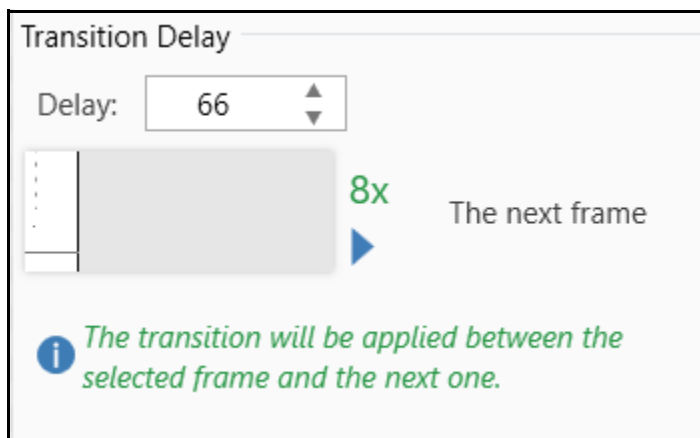 Transition Delay
Delay: 66
8x
The next frame
The transition will be applied between the
selected frame and the next one.